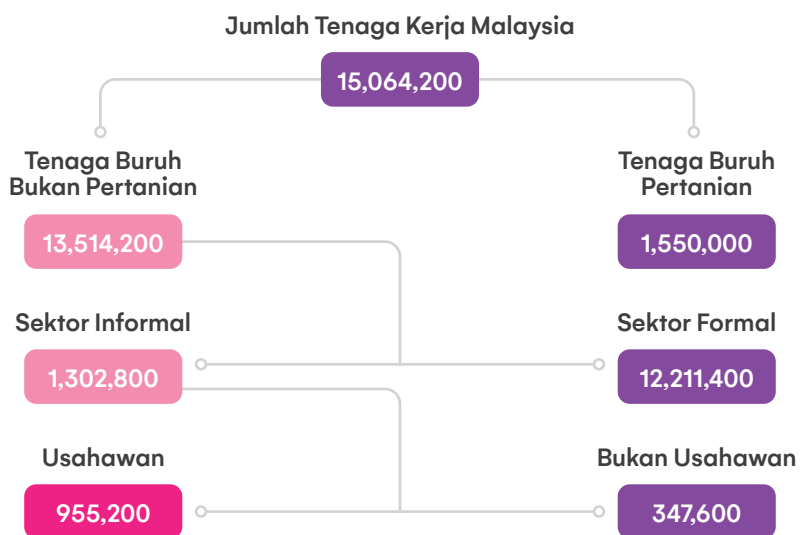 Jumlah Tenaga Kerja Malaysia
15,064,200
Tenaga Buruh
Bukan Pertanian
13,514,200
Tenaga Buruh
Pertanian
1,550,000
Sektor Informal
1,302,800
Sektor Formal
12,211,400
Usahawan
955,200
Bukan Usahawan
347,600